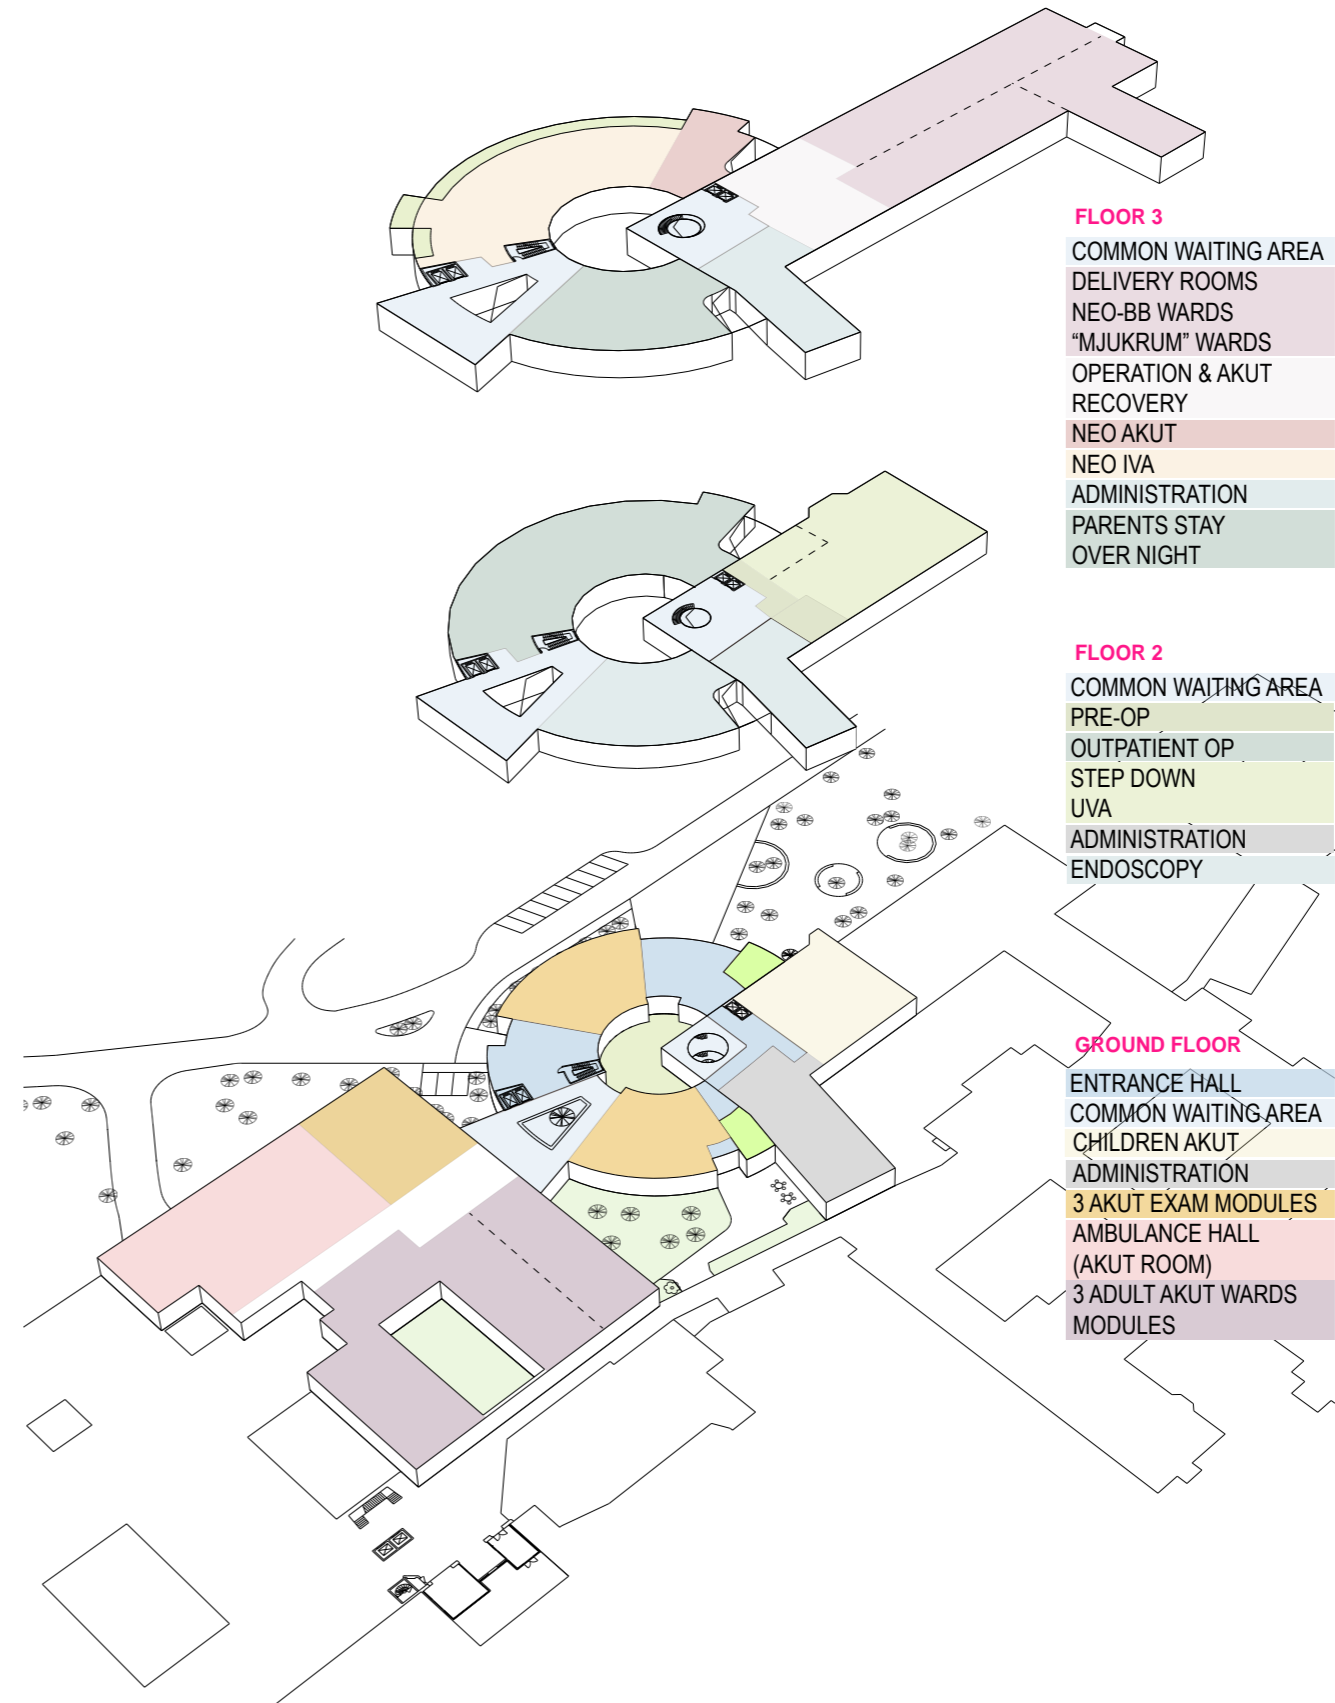 FLOOR 3
COMMON WAITING AREA
DELIVERY ROOMS
NEO-BB WARDS
“MJUKRUM” WARDS
OPERATION & AKUT
RECOVERY
NEO AKUT
NEO IVA
ADMINISTRATION
PARENTS STAY
OVER NIGHT
FLOOR 2
COMMON WAITING AREA
PRE-OP
OUTPATIENT OP
STEP DOWN
UVA
ADMINISTRATION
ENDOSCOPY
GROUND FLOOR
ENTRANCE HALL
COMMON WAITING AREA
CHILDREN AKUT
ADMINISTRATION
3 AKUT EXAM MODULES
AMBULANCE HALL
(AKUT ROOM)
3 ADULT AKUT WARDS
MODULES